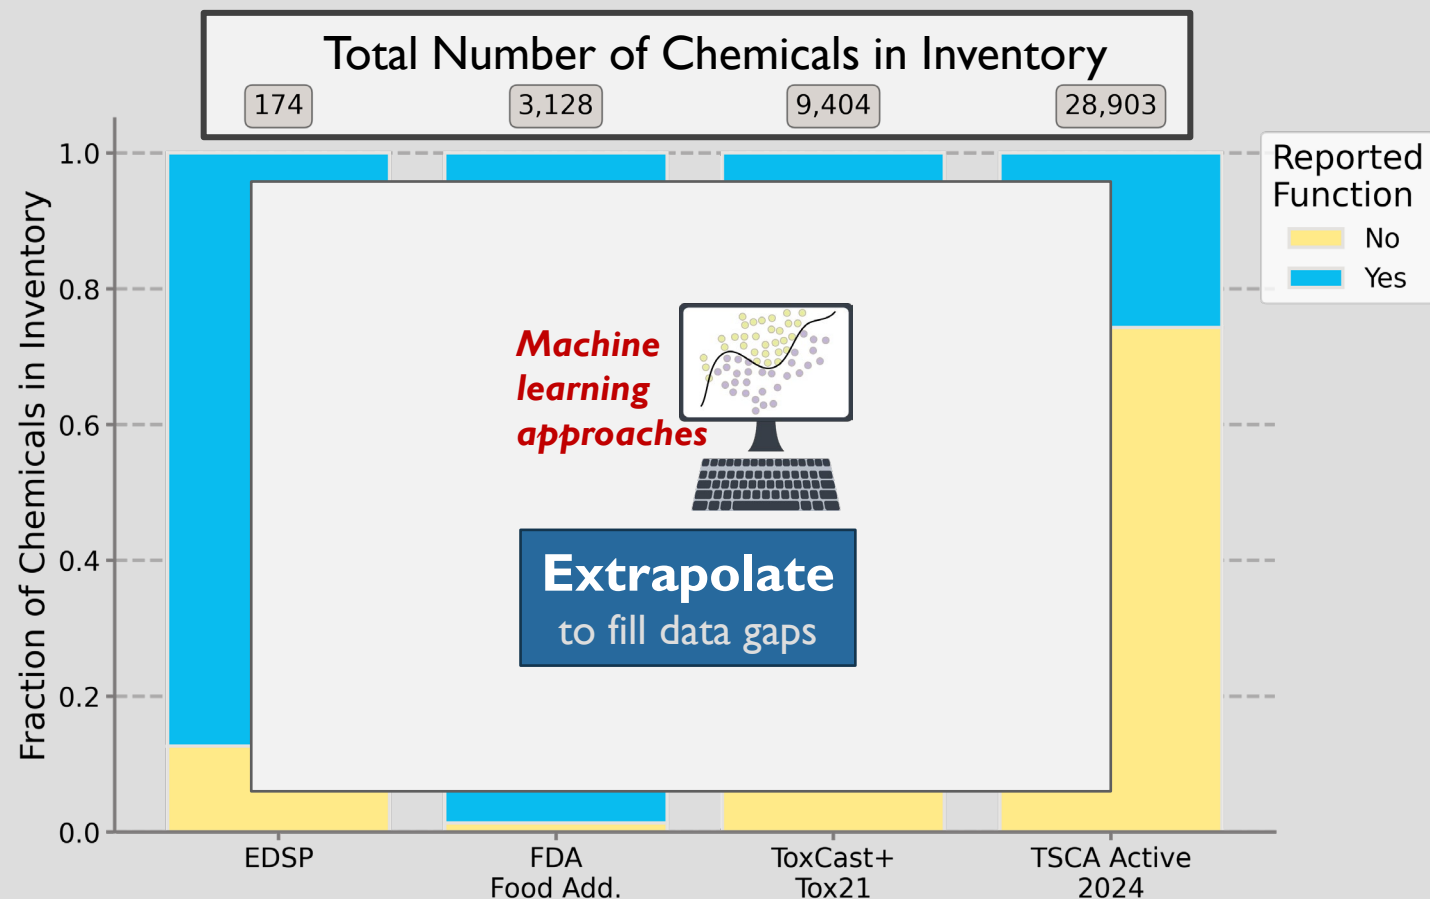 Total Number of Chemicals in Inventory
174 3,128 9,404 28,903
Fraction of Chemicals in Inventory
1.0
0.8
0.6
0.4
0.2
0.0
Reported
Function
No
Yes
Machine
learning
approaches
Extrapolate
to fill data gaps
EDSP
FDA
Food Add.
ToxCast+
Tox21
TSCA Active
2024